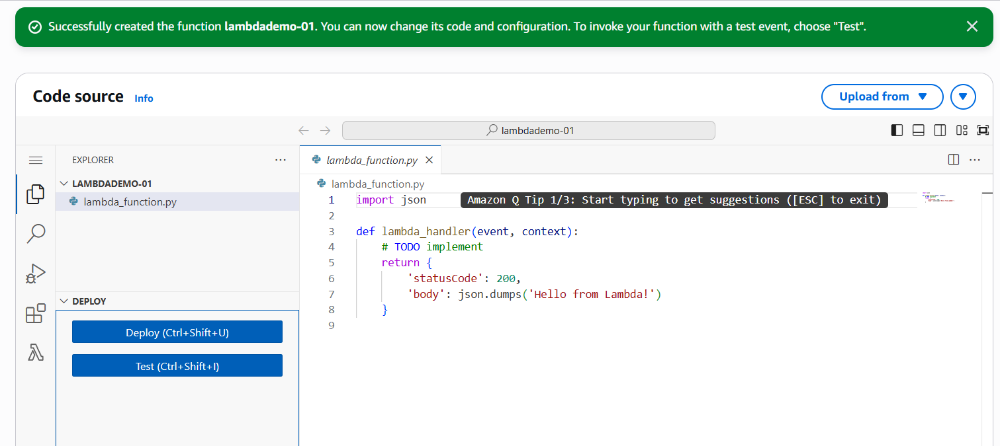 Successfully created the function lambdademo-01. You can now change its code and configuration. To invoke your function with a test event, choose "Test".
Code source Info
Upload from
lambdademo-01
EXPLORER
LAMBDADEMO-01
lambda_function.py
DEPLOY
Deploy (Ctrl+Shift+U)
Test (Ctrl+Shift+I)
lambda_function.py
lambda_function.py
1 import json Amazon Q Tip 1/3: Start typing to get suggestions ([ESC] to exit)
2
3 def lambda_handler(event, context):
4     # TODO implement
5     return {
6         'statusCode': 200,
7         'body': json.dumps('Hello from Lambda!')
8     }
9